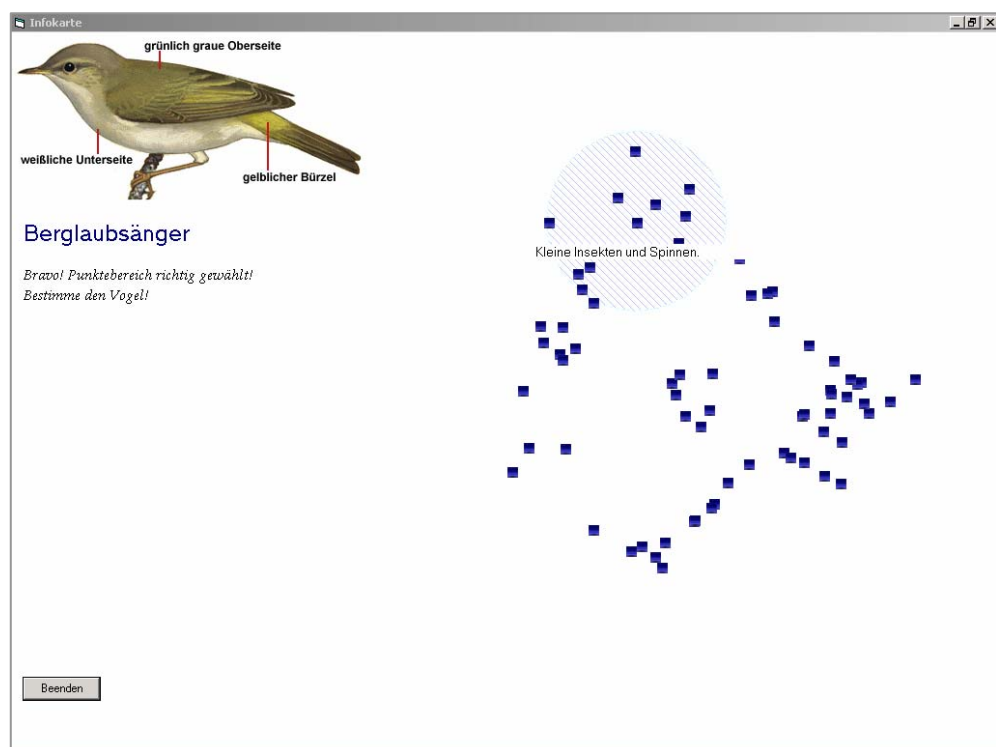 Infokarte
grünlich graue Oberseite
weißliche Unterseite
gelblicher Bürzel
Berglaubsänger
Bravo! Punktebereich richtig gewählt!
Bestimme den Vogel!
Kleine Insekten und Spinnen.
Beenden